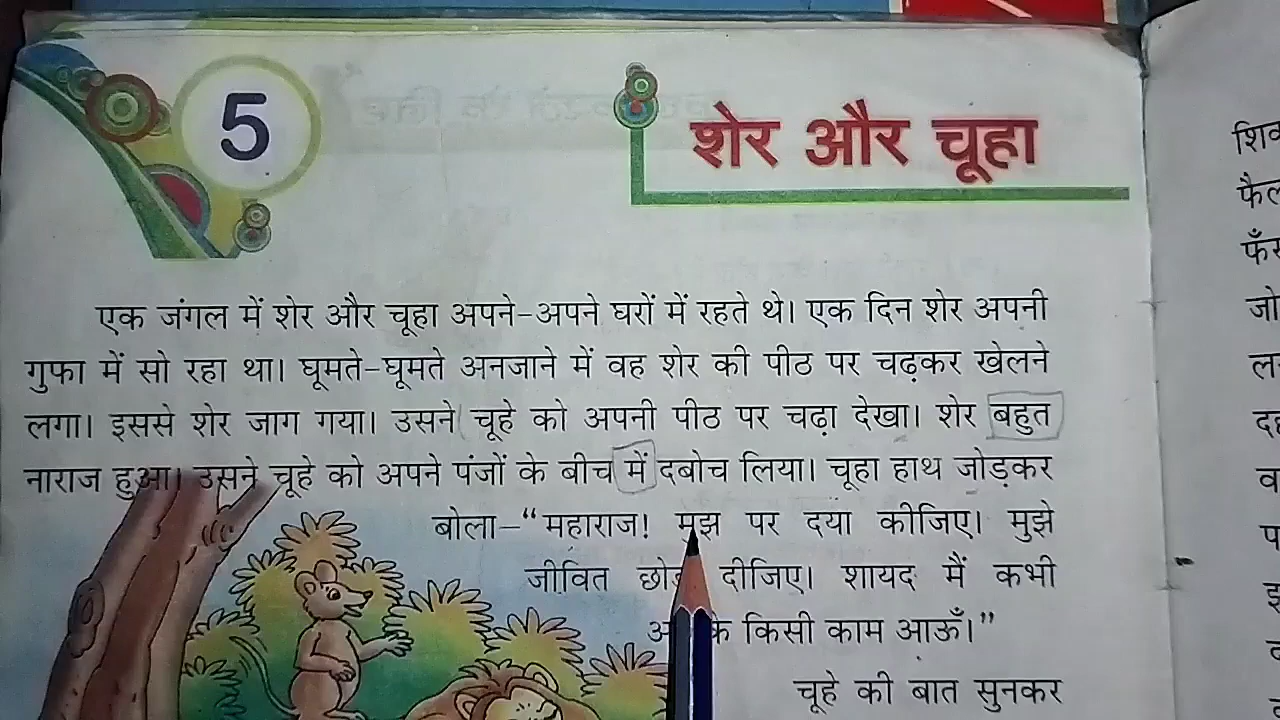 5
शेर और चूहा
एक जंगल में शेर और चूहा अपने-अपने घरों में रहते थे। एक दिन शेर अपनी
गुफा में सो रहा था। घूमते-घूमते अनजाने में वह शेर की पीठ पर चढ़कर खेलने
लगा। इससे शेर जाग गया। उसने चूहे को अपनी पीठ पर चढ़ा देखा। शेर बहुत
नाराज हुआ। उसने चूहे को अपने पंजों के बीच में दबोच लिया। चूहा हाथ जोड़कर
बोला-“महाराज! मुझ पर दया कीजिए। मुझे
जीवित दीजिए। शायद मैं कभी
किसी काम आऊँ।”
चूहे की बात सुनकर